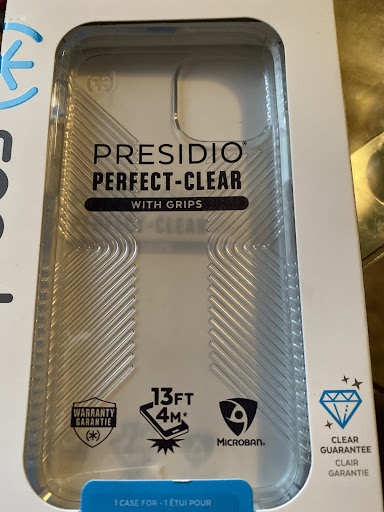 PRESIDIO*
PERFECT-CLEAR
WITH GRIPS
WARRANTY
GARANTIE
13FT
4M*
MICROBAN®
CLEAR
GUARANTEE
CLAIR
GARANTIE
1 CASE FOR - 1 ÉTUI POUR